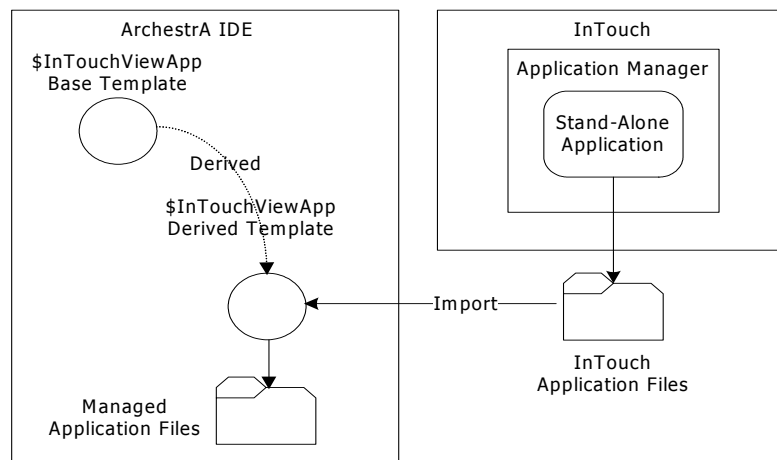 ArchestrA IDE
$InTouchViewApp
Base Template
Derived
$InTouchViewApp
Derived Template
Managed
Application Files
InTouch
Application Manager
Stand-Alone
Application
Import
InTouch
Application Files